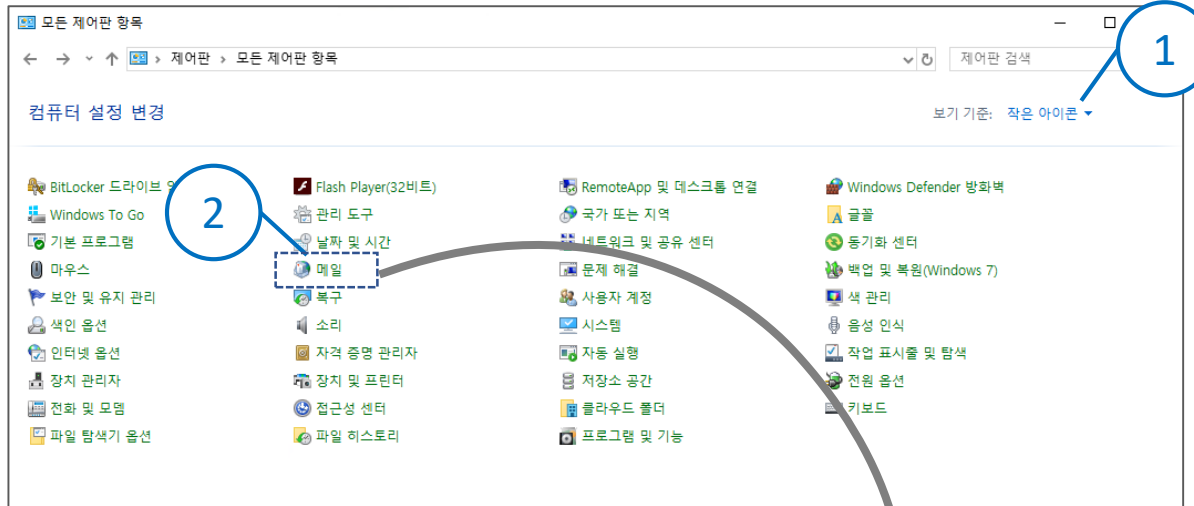 모든 제어판 항목
제어판 › 모든 제어판 항목
제어판 검색
1
컴퓨터 설정 변경
보기 기준: 작은 아이콘
BitLocker 드라이브
Flash Player(32비트)
RemoteApp 및 데스크톱 연결
Windows Defender 방화벽
Windows To Go
2
관리 도구
국가 또는 지역
글꼴
기본 프로그램
날짜 및 시간
네트워크 및 공유 센터
동기화 센터
마우스
메일
문제 해결
백업 및 복원(Windows 7)
보안 및 유지 관리
복구
사용자 계정
색 관리
색인 옵션
소리
시스템
음성 인식
인터넷 옵션
자격 증명 관리자
자동 실행
작업 표시줄 및 탐색
장치 관리자
장치 및 프린터
저장소 공간
전원 옵션
전화 및 모뎀
접근성 센터
클라우드 폴더
키보드
파일 탐색기 옵션
파일 히스토리
프로그램 및 기능